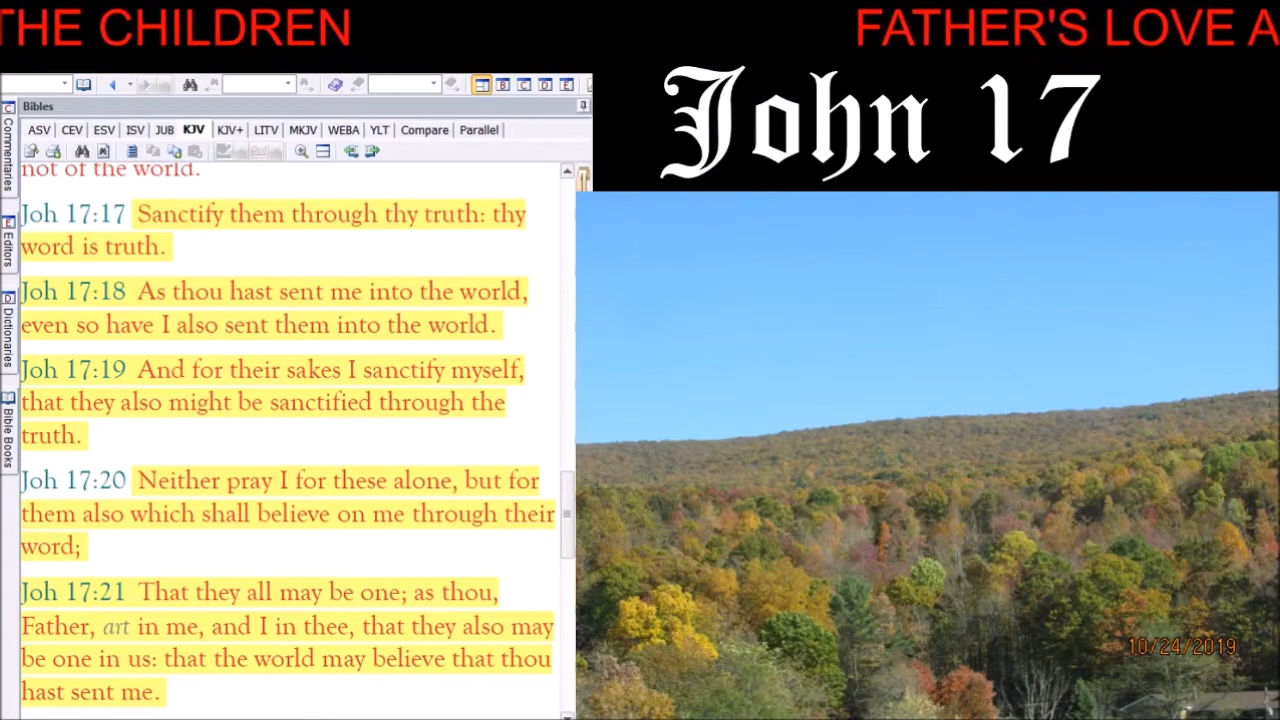 THE CHILDREN
FATHER'S LOVE A
John 17
Bibles
ASV CEV ESV ISV JUB KJV KJV+ LITV MKJV WEBA YLT Compare Parallel
B C D E
C Commentaries
E Editors
D Dictionaries
Bible Books
not of the world.
Joh 17:17 Sanctify them through thy truth: thy
word is truth.
Joh 17:18 As thou hast sent me into the world,
even so have I also sent them into the world.
Joh 17:19 And for their sakes I sanctify myself,
that they also might be sanctified through the
truth.
Joh 17:20 Neither pray I for these alone, but for
them also which shall believe on me through their
word;
Joh 17:21 That they all may be one; as thou,
Father, art in me, and I in thee, that they also may
be one in us: that the world may believe that thou
hast sent me.
10/24/2019